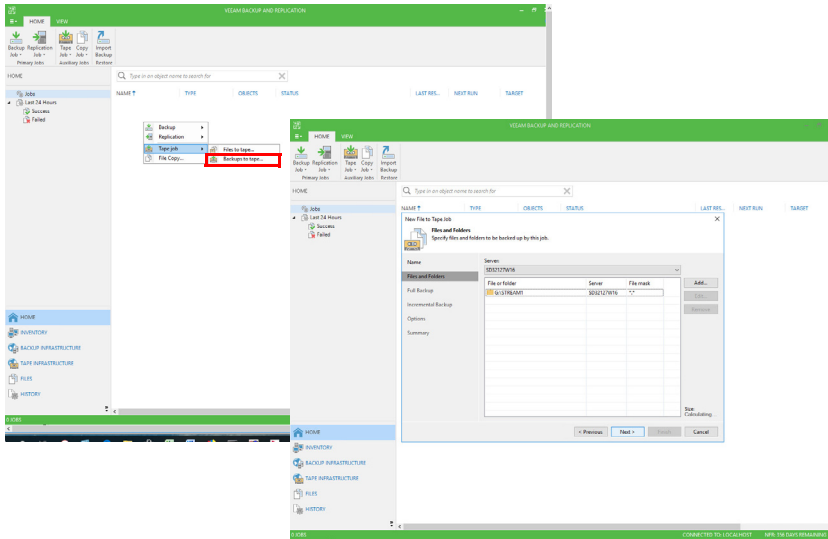 VEEAM BACKUP AND REPLICATION
HOME VIEW
Backup Replication Tape Copy Import
Job Job Job Job Backup
Primary Jobs Auxiliary Jobs Restore
HOME
Type in an object name to search for
Jobs
Last 24 Hours
Success
Failed
NAME TYPE OBJECTS STATUS LAST RES... NEXT RUN TARGET
Backup
Replication
Tape job
File Copy...
Files to tape...
Backups to tape...
HOME
INVENTORY
BACKUP INFRASTRUCTURE
TAPE INFRASTRUCTURE
FILES
HISTORY
0 JOBS
VEEAM BACKUP AND REPLICATION
HOME VIEW
Backup Replication Tape Copy Import
Job Job Job Job Backup
Primary Jobs Auxiliary Jobs Restore
HOME
Type in an object name to search for
Jobs
Last 24 Hours
Success
Failed
NAME TYPE OBJECTS STATUS LAST RES... NEXT RUN TARGET
New File to Tape Job
Files and Folders
Specify files and folders to be backed up by this job.
Name
Files and Folders
Full Backup
Incremental Backup
Options
Summary
Server:
SD32127W16
File or folder Server File mask
G:\STREAM1 SD32127W16 *.*
Add...
Edit...
Remove
Size:
Calculating...
< Previous Next > Finish Cancel
HOME
INVENTORY
BACKUP INFRASTRUCTURE
TAPE INFRASTRUCTURE
FILES
HISTORY
0 JOBS CONNECTED TO: LOCALHOST NFR: 356 DAYS REMAINING